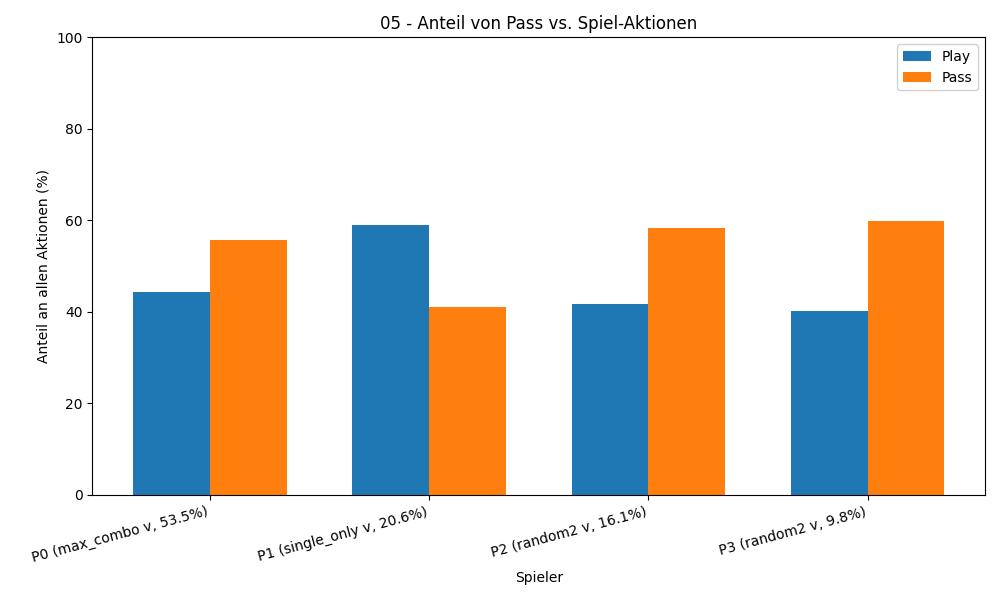 05 - Anteil von Pass vs. Spiel-Aktionen
Play
Pass
Anteil an allen Aktionen (%)
100
80
60
40
20
0
P0 (max_combo v, 53.5%)
P1 (single_only v, 20.6%)
P2 (random2 v, 16.1%)
P3 (random2 v, 9.8%)
Spieler